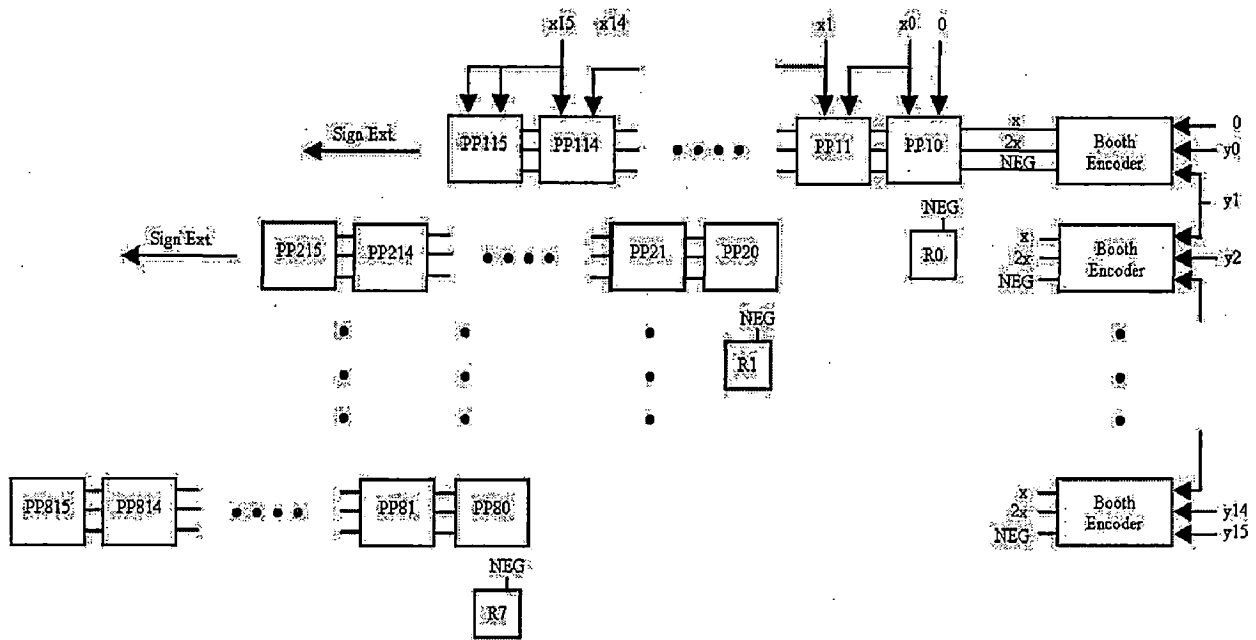 xI5 x14 x1 x0 0
Sign Ext. PP115 PP114 PP11 PP10 x 2x NEG Booth Encoder 0 y0
NEG y1
Sign Ext. PP215 PP214 PP21 PP20 R0 x 2x NEG Booth Encoder y2
NEG
R1
PP815 PP814 PP81 PP80 x 2x NEG Booth Encoder y14 y15
NEG
R7